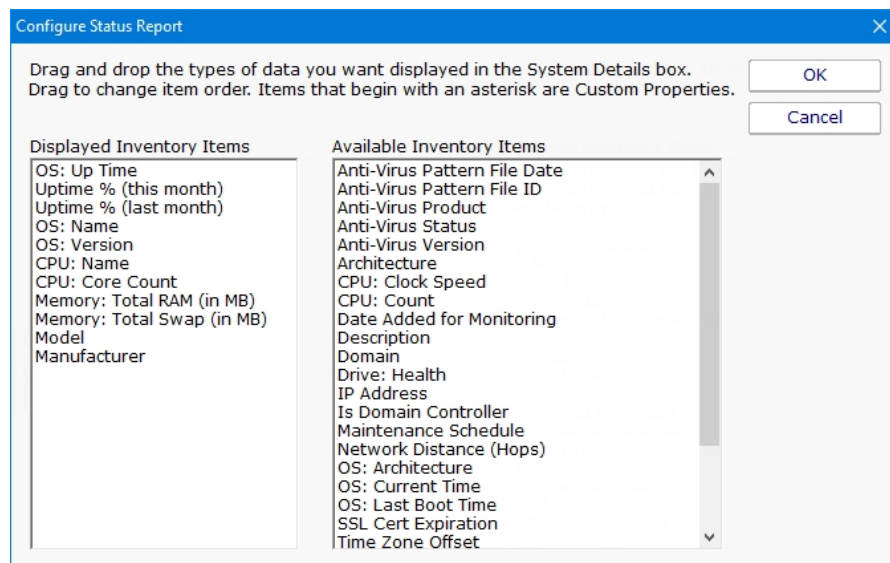 Configure Status Report
Drag and drop the types of data you want displayed in the System Details box.
Drag to change item order. Items that begin with an asterisk are Custom Properties.
OK
Cancel
Displayed Inventory Items
OS: Up Time
Uptime % (this month)
Uptime % (last month)
OS: Name
OS: Version
CPU: Name
CPU: Core Count
Memory: Total RAM (in MB)
Memory: Total Swap (in MB)
Model
Manufacturer
Available Inventory Items
Anti-Virus Pattern File Date
Anti-Virus Pattern File ID
Anti-Virus Product
Anti-Virus Status
Anti-Virus Version
Architecture
CPU: Clock Speed
CPU: Count
Date Added for Monitoring
Description
Domain
Drive: Health
IP Address
Is Domain Controller
Maintenance Schedule
Network Distance (Hops)
OS: Architecture
OS: Current Time
OS: Last Boot Time
SSL Cert Expiration
Time Zone Offset